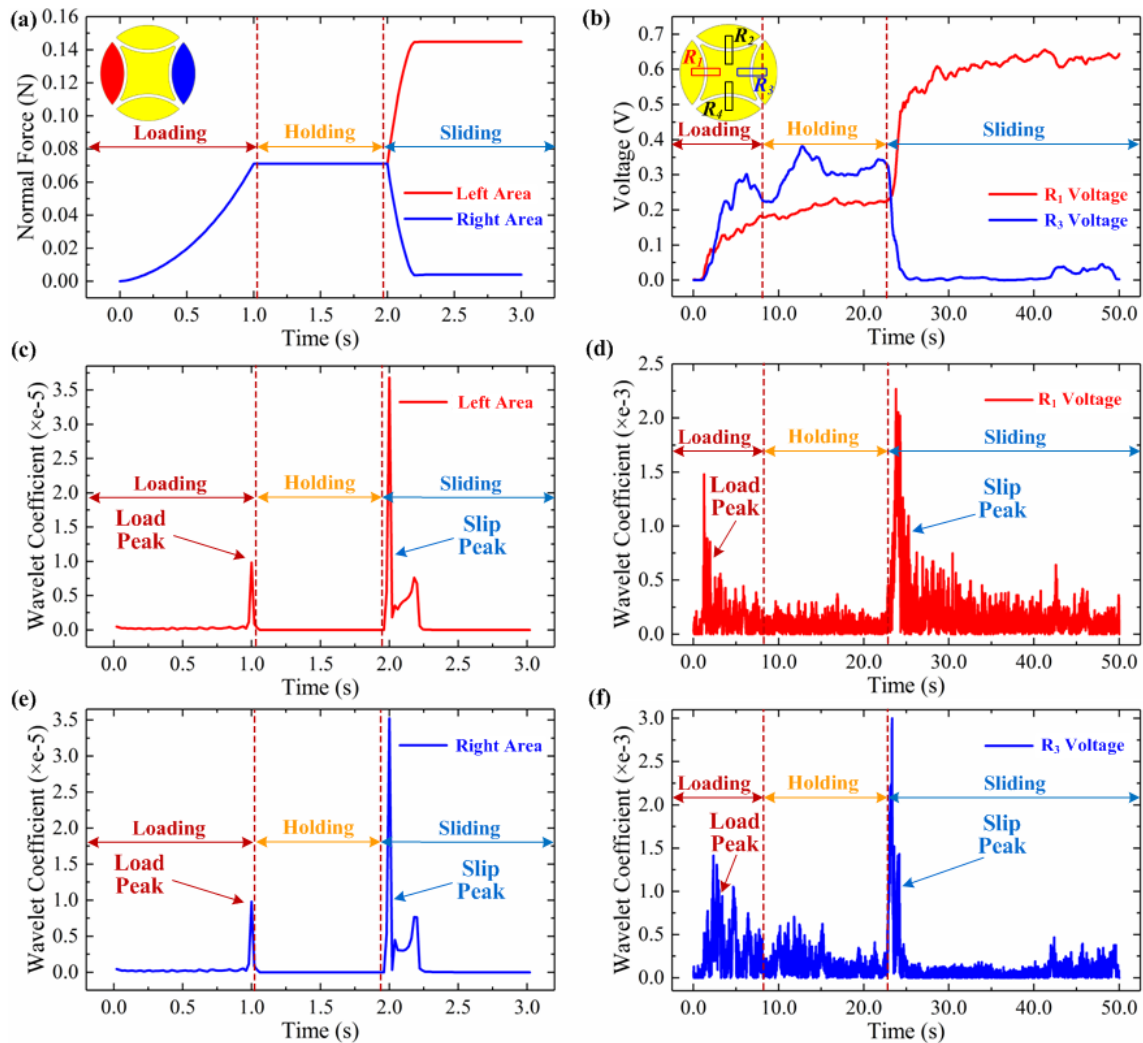 (a)
Normal Force (N)
0.16
0.12
0.08
0.04
0.00
Loading
Holding
Sliding
Left Area
Right Area
0.0 0.5 1.0 1.5 2.0 2.5 3.0
Time (s)
(b)
Voltage (V)
0.7
0.6
0.5
0.4
0.3
0.2
0.1
0.0
R1
R2
R3
R4
Loading
Holding
Sliding
R1 Voltage
R3 Voltage
0.0 10.0 20.0 30.0 40.0 50.0
Time (s)
(c)
Wavelet Coefficient (×e-5)
3.5
3.0
2.5
2.0
1.5
1.0
0.5
0.0
Left Area
Loading
Holding
Sliding
Load
Peak
Slip
Peak
0.0 0.5 1.0 1.5 2.0 2.5 3.0
Time (s)
(d)
Wavelet Coefficient (×e-3)
2.5
2.0
1.5
1.0
0.5
0.0
R1 Voltage
Loading
Holding
Sliding
Load
Peak
Slip
Peak
0.0 10.0 20.0 30.0 40.0 50.0
Time (s)
(e)
Wavelet Coefficient (×e-5)
3.5
3.0
2.5
2.0
1.5
1.0
0.5
0.0
Right Area
Loading
Holding
Sliding
Load
Peak
Slip
Peak
0.0 0.5 1.0 1.5 2.0 2.5 3.0
Time (s)
(f)
Wavelet Coefficient (×e-3)
3.0
2.5
2.0
1.5
1.0
0.5
0.0
R3 Voltage
Loading
Holding
Sliding
Load
Peak
Slip
Peak
0.0 10.0 20.0 30.0 40.0 50.0
Time (s)